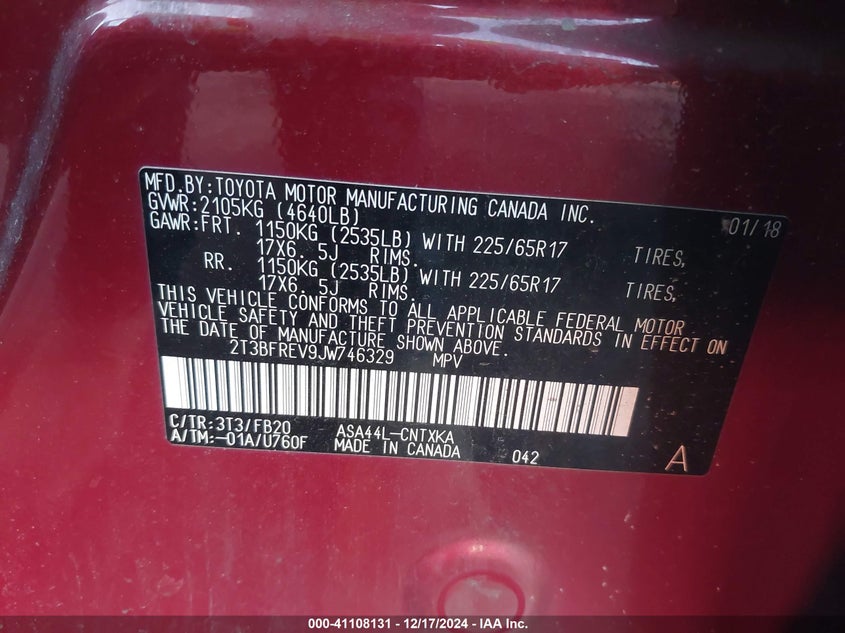 MFD.BY:TOYOTA MOTOR MANUFACTURING CANADA INC.
GVWR:2105KG (4640LB) 01/18
GAWR:FRT. 1150KG (2535LB) WITH 225/65R17 TIRES,
17X6. 5J RIMS.
RR. 1150KG (2535LB) WITH 225/65R17 TIRES,
17X6. 5J RIMS.
THIS VEHICLE CONFORMS TO ALL APPLICABLE FEDERAL MOTOR
VEHICLE SAFETY AND THEFT PREVENTION STANDARDS IN EFFECT ON
THE DATE OF MANUFACTURE SHOWN ABOVE.
2T3BFREV9JW746329 MPV
C/TR:3T3/FB20 ASA44L-CNTXKA
A/TM:-01A/U760F MADE IN CANADA 042 A
000-41108131 - 12/17/2024 - IAA Inc.